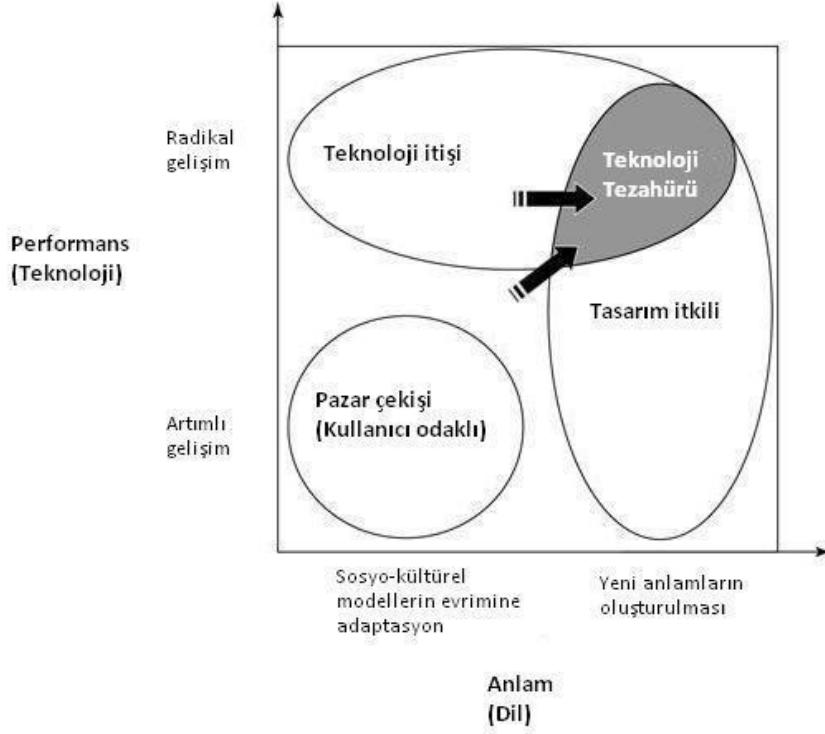 Radikal
gelişim
Teknoloji itişi
Teknoloji
Tezahürü
Performans
(Teknoloji)
Tasarım itkili
Pazar çekişi
(Kullanıcı odaklı)
Artımlı
gelişim
Sosyo-kültürel
modellerin evrimine
adaptasyon
Yeni anlamların
oluşturulması
Anlam
(Dil)